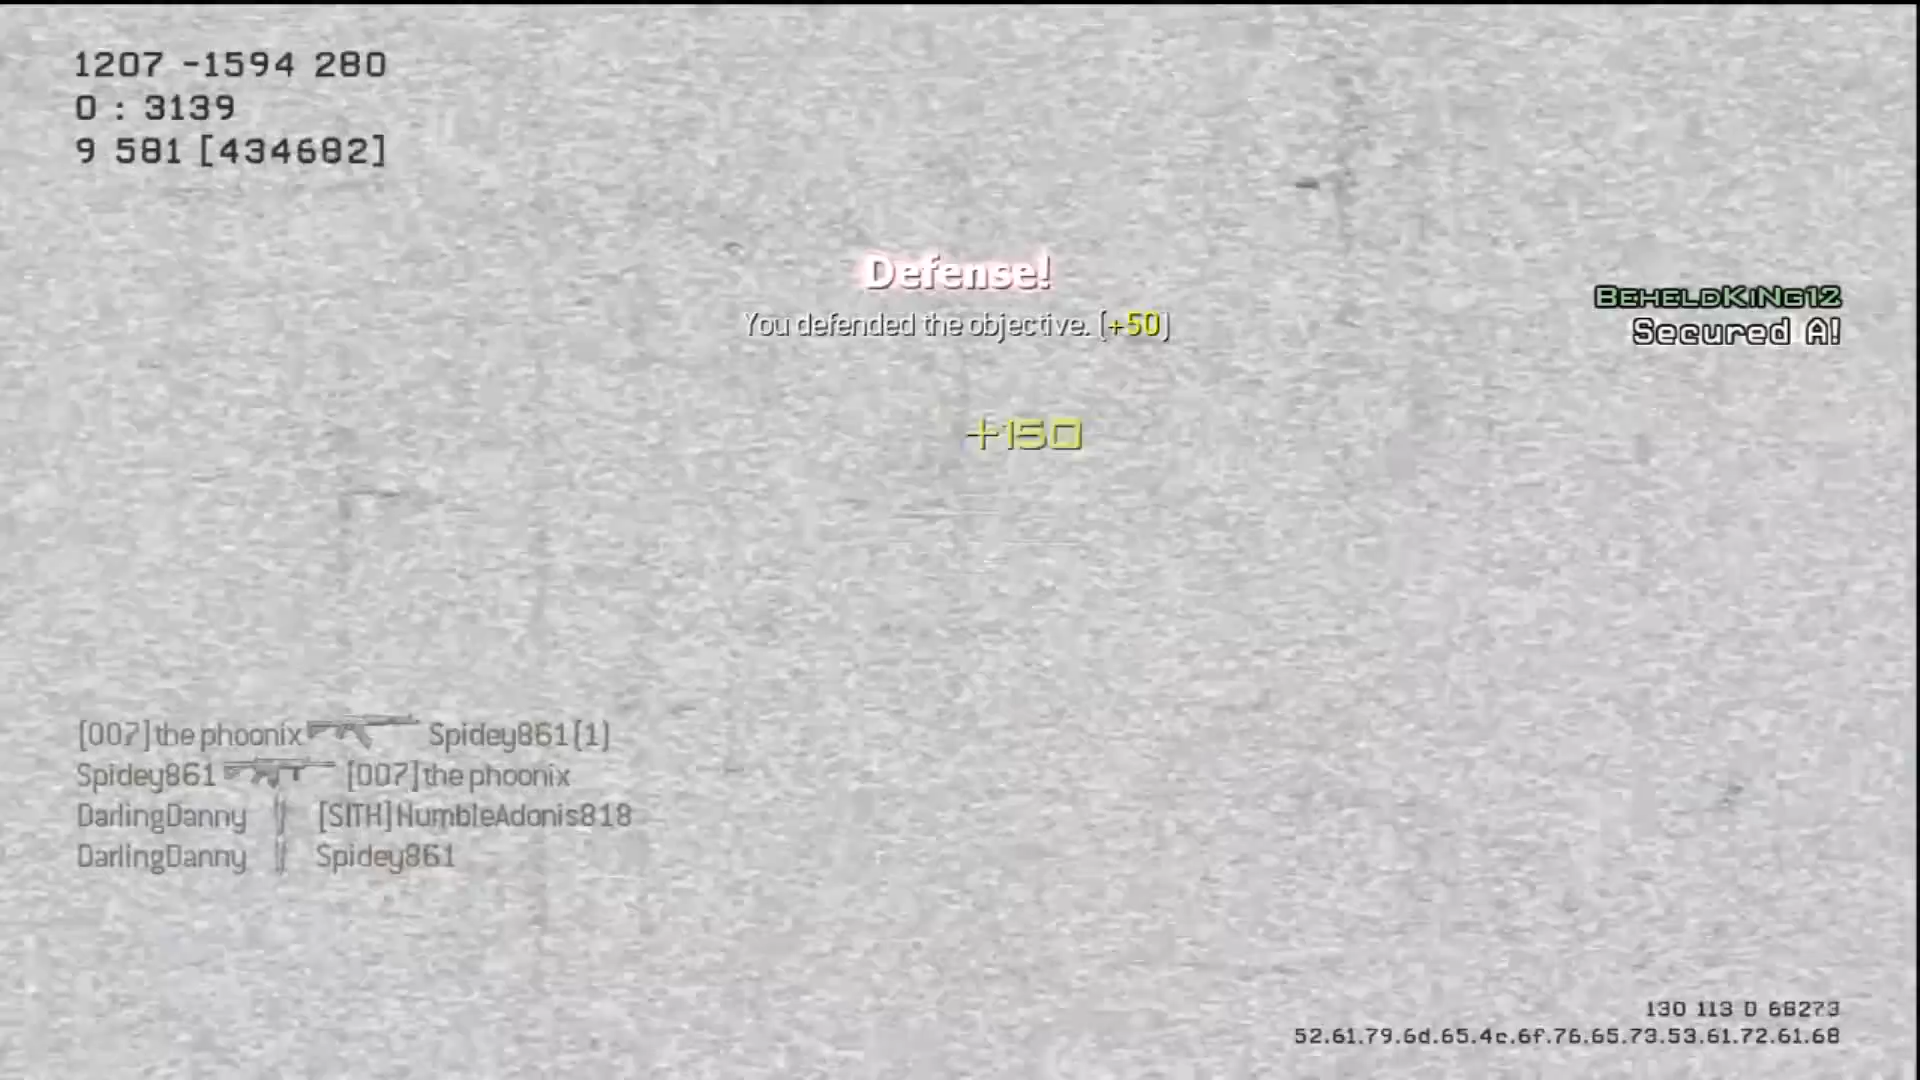 1207 -1594 280
0 : 3139
9 581 [434682]
Defense!
You defended the objective. (+50)
BEHELDKING12
Secured A!
+150
[007]the phoonix Spidey861(1)
Spidey861 [007]the phoonix
DarlingDanny [SITH]HumbleAdonis818
DarlingDanny Spidey861
130 113 0 66273
52.61.79.6d.65.4c.6f.76.65.73.53.61.72.61.68